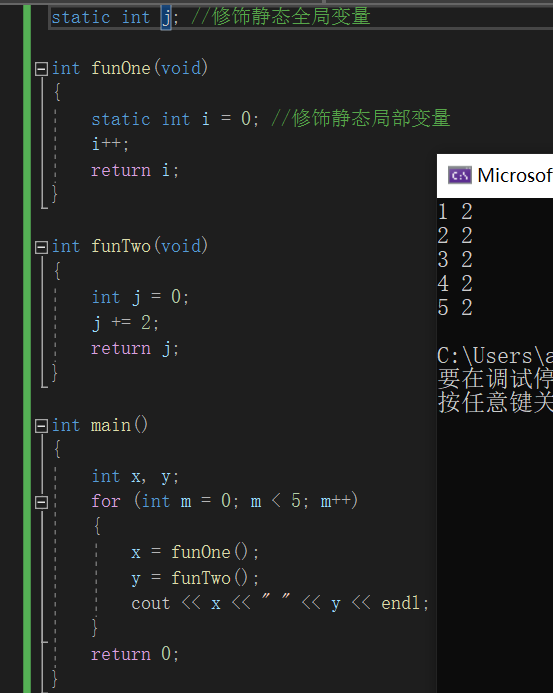 static int j; //修饰静态全局变量
int funOne(void)
{
static int i = 0; //修饰静态局部变量
i++;
return i;
}
int funTwo(void)
{
int j = 0;
j += 2;
return j;
}
int main()
{
int x, y;
for (int m = 0; m < 5; m++)
{
x = funOne();
y = funTwo();
cout << x << " " << y << endl;
}
return 0;
}
C:\ Microsof
1 2
2 2
3 2
4 2
5 2
C:\Users\a
要在调试停
按任意键关